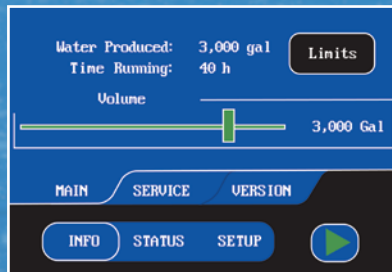 Water Produced: 3,000 gal
Limits
Time Running: 40 h
Volume
3,000 Gal
MAIN SERVICE VERSION
INFO STATUS SETUP